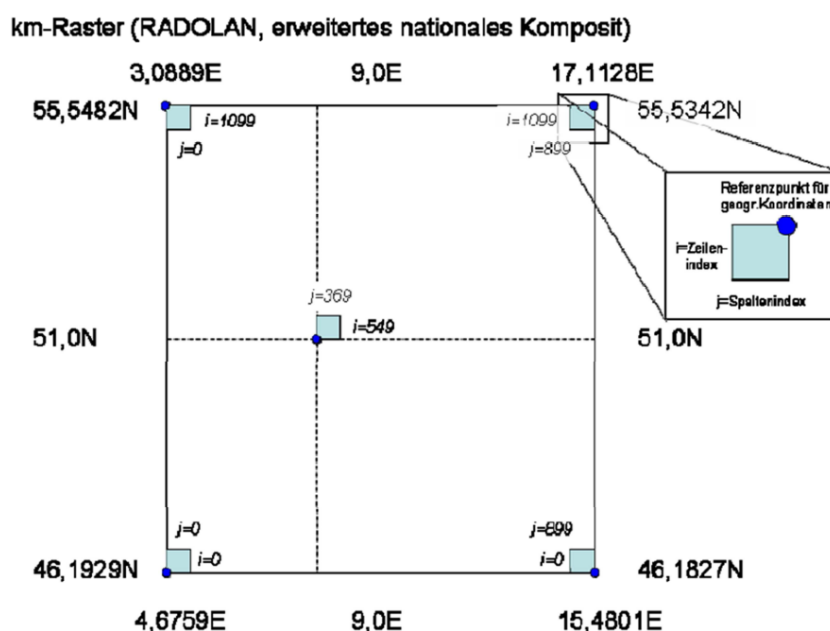 km-Raster (RADOLAN, erweitertes nationales Komposit)
3,0889E 9,0E 17,1128E
55,5482N i=1099 i=1099 55,5342N
j=0 j=899
Referenzpunkt für
geogr.Koordinaten
i=Zeilen-
index
j=Spaltenindex
j=369
i=549
51,0N 51,0N
j=0 j=899
i=0 i=0
46,1929N 46,1827N
4,6759E 9,0E 15,4801E